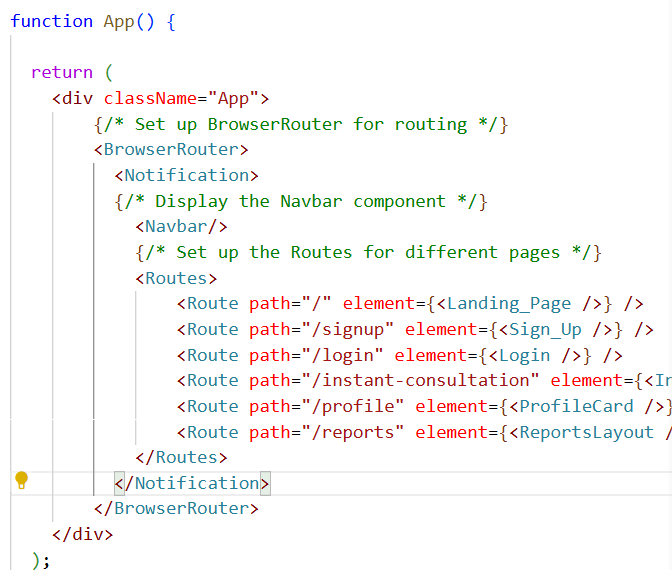 function App() {
return (
<div className="App">
{/* Set up BrowserRouter for routing */}
<BrowserRouter>
<Notification>
{/* Display the Navbar component */}
<Navbar/>
{/* Set up the Routes for different pages */}
<Routes>
<Route path="/" element={<Landing_Page />} />
<Route path="/signup" element={<Sign_Up />} />
<Route path="/login" element={<Login />} />
<Route path="/instant-consultation" element={<In
<Route path="/profile" element={<ProfileCard />}
<Route path="/reports" element={<ReportsLayout /
</Routes>
</Notification>
</BrowserRouter>
</div>
);